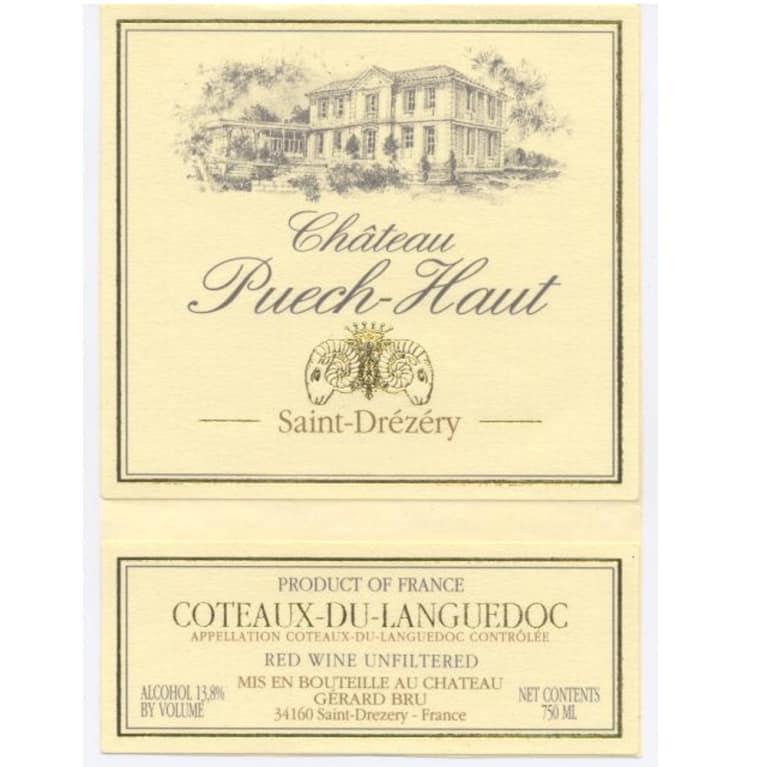 Château
Puech-Haut
Saint-Drézéry
PRODUCT OF FRANCE
COTEAUX-DU-LANGUEDOC
APPELLATION COTEAUX-DU-LANGUEDOC CONTRÔLÉE
RED WINE UNFILTERED
MIS EN BOUTEILLE AU CHATEAU
GÉRARD BRU
34160 Saint-Drezery - France
ALCOHOL 13,8%
BY VOLUME
NET CONTENTS
750 ML